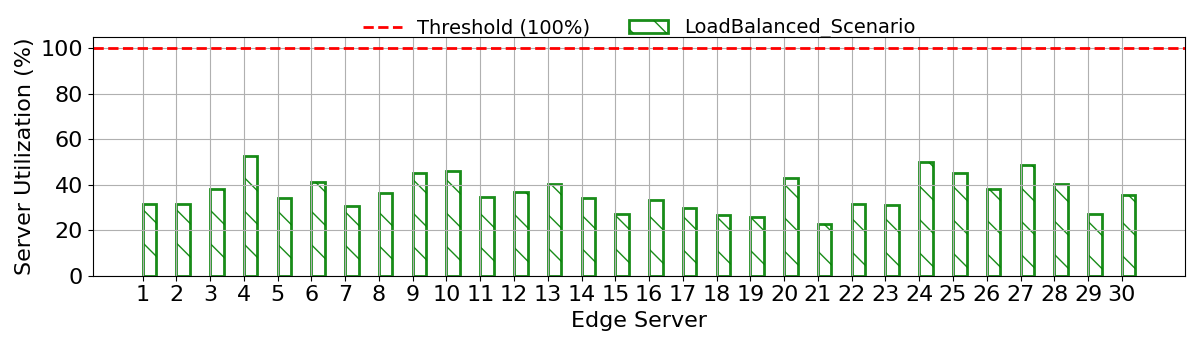 Threshold (100%) LoadBalanced_Scenario
Server Utilization (%)
100
80
60
40
20
0
1 2 3 4 5 6 7 8 9 10 11 12 13 14 15 16 17 18 19 20 21 22 23 24 25 26 27 28 29 30
Edge Server